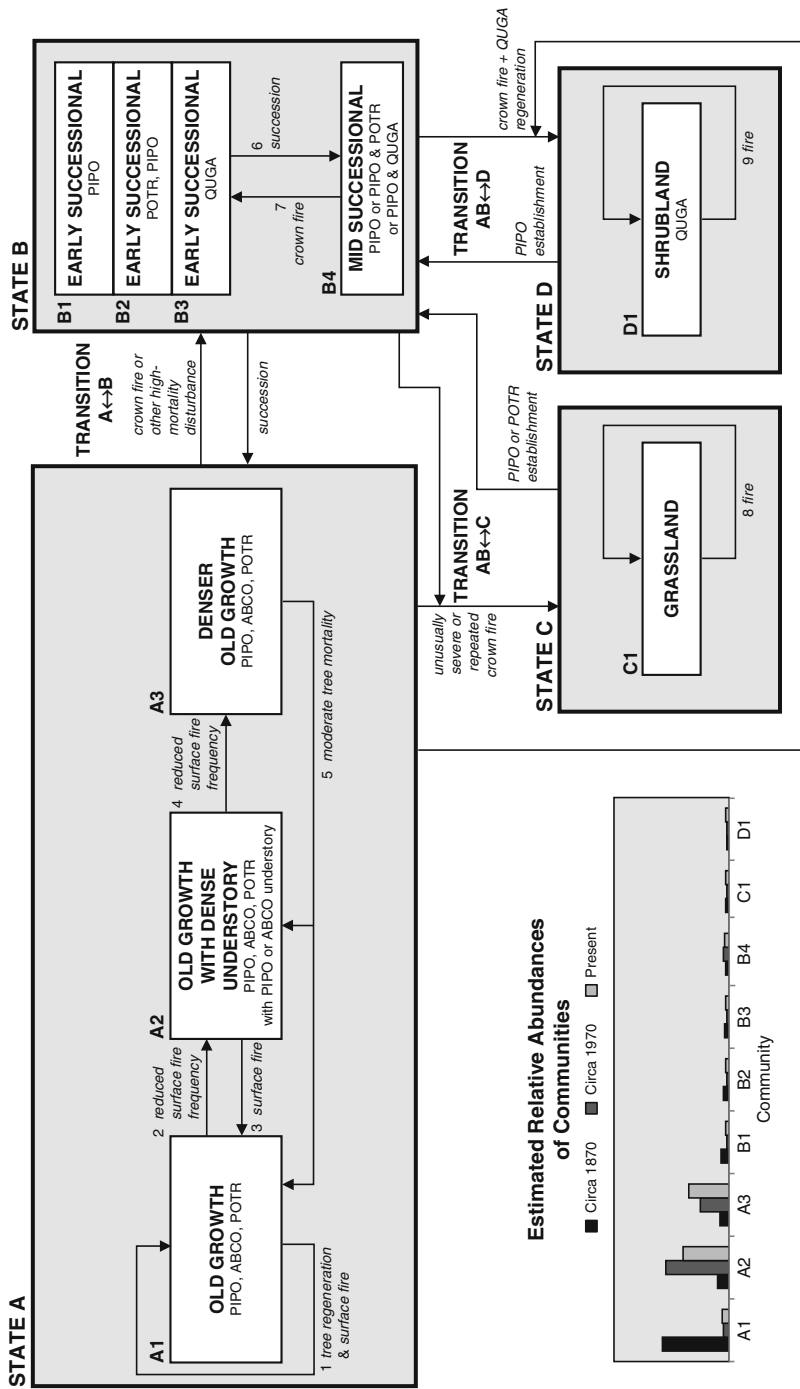 STATE A
A1
OLD GROWTH
PIPO, ABCO, POTR
1 tree regeneration
& surface fire
2 reduced
surface fire
frequency
3 surface fire
A2
OLD GROWTH
WITH DENSE
UNDERSTORY
PIPO, ABCO, POTR
with PIPO or ABCO understory
4 reduced
surface fire
frequency
A3
DENSER
OLD GROWTH
PIPO, ABCO, POTR
5 moderate tree mortality
TRANSITION
A↔B
crown fire or
other high-
mortality
disturbance
succession
STATE B
B1
EARLY SUCCESSIONAL
PIPO
B2
EARLY SUCCESSIONAL
POTR, PIPO
B3
EARLY SUCCESSIONAL
QUGA
6
succession
7
crown fire
B4
MID SUCCESSIONAL
PIPO or PIPO & POTR
or PIPO & QUGA
unusually
severe or
repeated
crown fire
TRANSITION
AB↔C
PIPO or POTR
establishment
STATE C
C1
GRASSLAND
8 fire
TRANSITION
AB↔D
PIPO
establishment
crown fire + QUGA
regeneration
STATE D
D1
SHRUBLAND
QUGA
9 fire
Estimated Relative Abundances
of Communities
Circa 1870
Circa 1970
Present
A1 A2 A3 B1 B2 B3 B4 C1 D1
Community